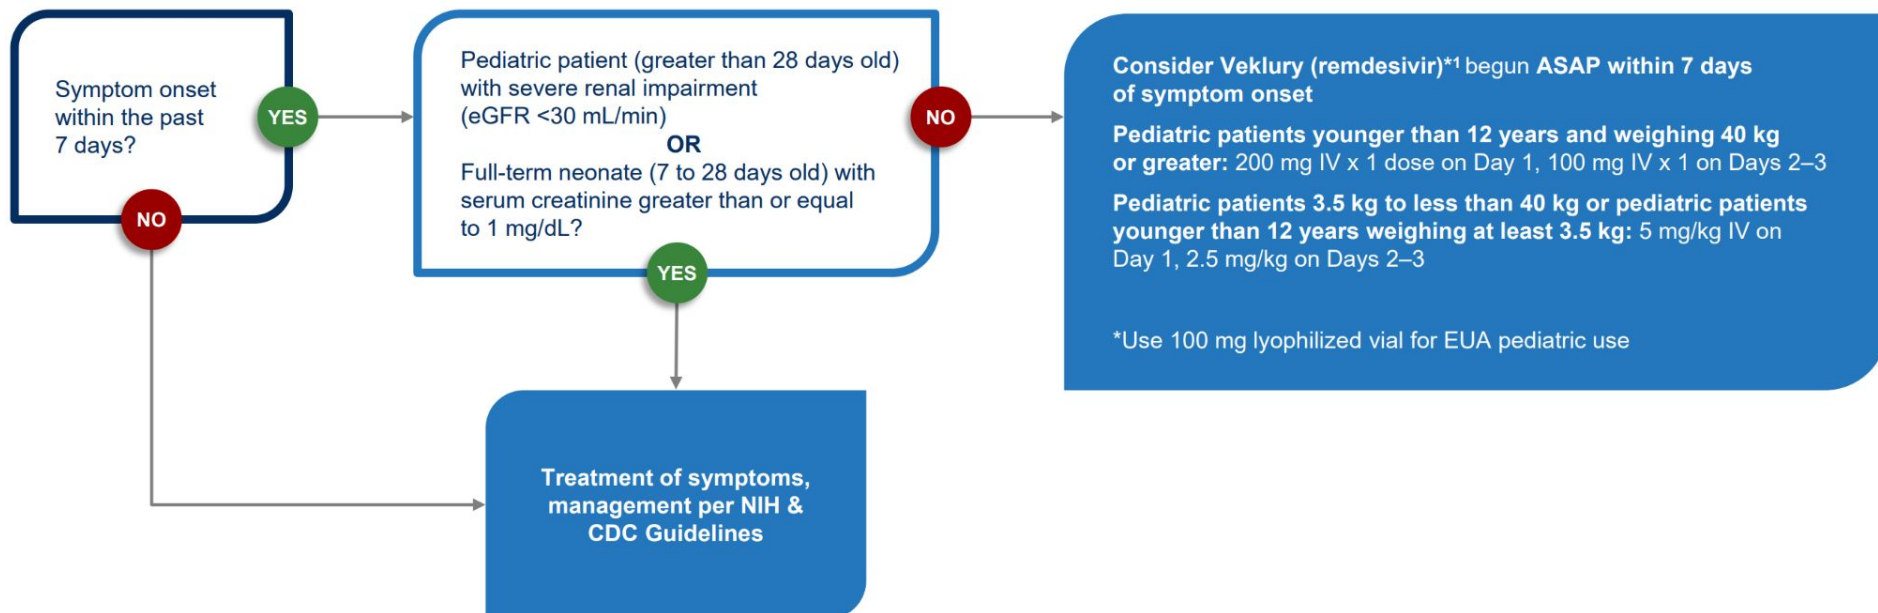 Symptom onset
within the past
7 days?
YES
NO
Pediatric patient (greater than 28 days old)
with severe renal impairment
(eGFR <30 mL/min)
OR
Full-term neonate (7 to 28 days old) with
serum creatinine greater than or equal
to 1 mg/dL?
NO
YES
Consider Veklury (remdesivir)*¹ begun ASAP within 7 days
of symptom onset
Pediatric patients younger than 12 years and weighing 40 kg
or greater: 200 mg IV x 1 dose on Day 1, 100 mg IV x 1 on Days 2–3
Pediatric patients 3.5 kg to less than 40 kg or pediatric patients
younger than 12 years weighing at least 3.5 kg: 5 mg/kg IV on
Day 1, 2.5 mg/kg on Days 2–3
*Use 100 mg lyophilized vial for EUA pediatric use
Treatment of symptoms,
management per NIH &
CDC Guidelines